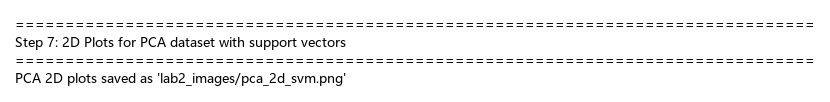 ================================================================================
Step 7: 2D Plots for PCA dataset with support vectors
================================================================================
PCA 2D plots saved as 'lab2_images/pca_2d_svm.png'